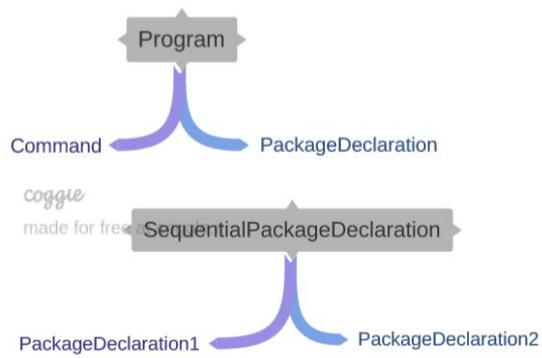 Program
Command
PackageDeclaration
coggle
made for free
SequentialPackageDeclaration
PackageDeclaration1
PackageDeclaration2